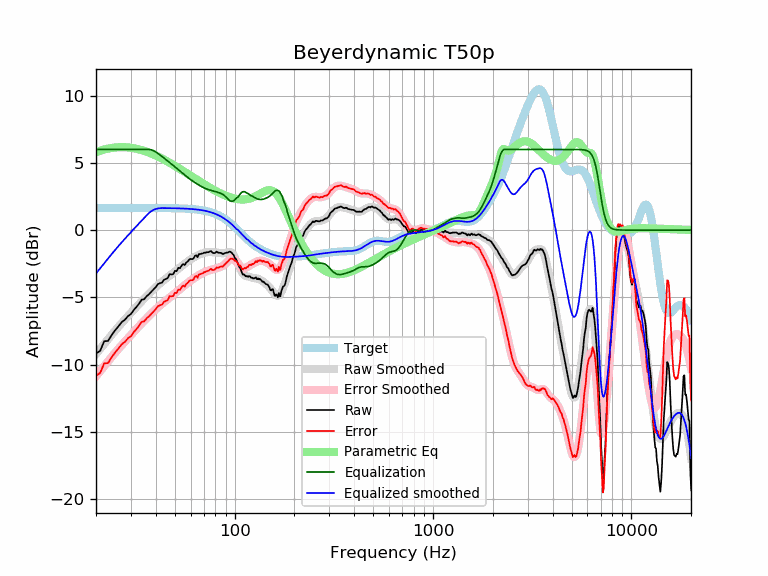 Beyerdynamic T50p
Amplitude (dBr)
10
5
0
−5
−10
−15
−20
Target
Raw Smoothed
Error Smoothed
Raw
Error
Parametric Eq
Equalization
Equalized smoothed
100
1000
10000
Frequency (Hz)